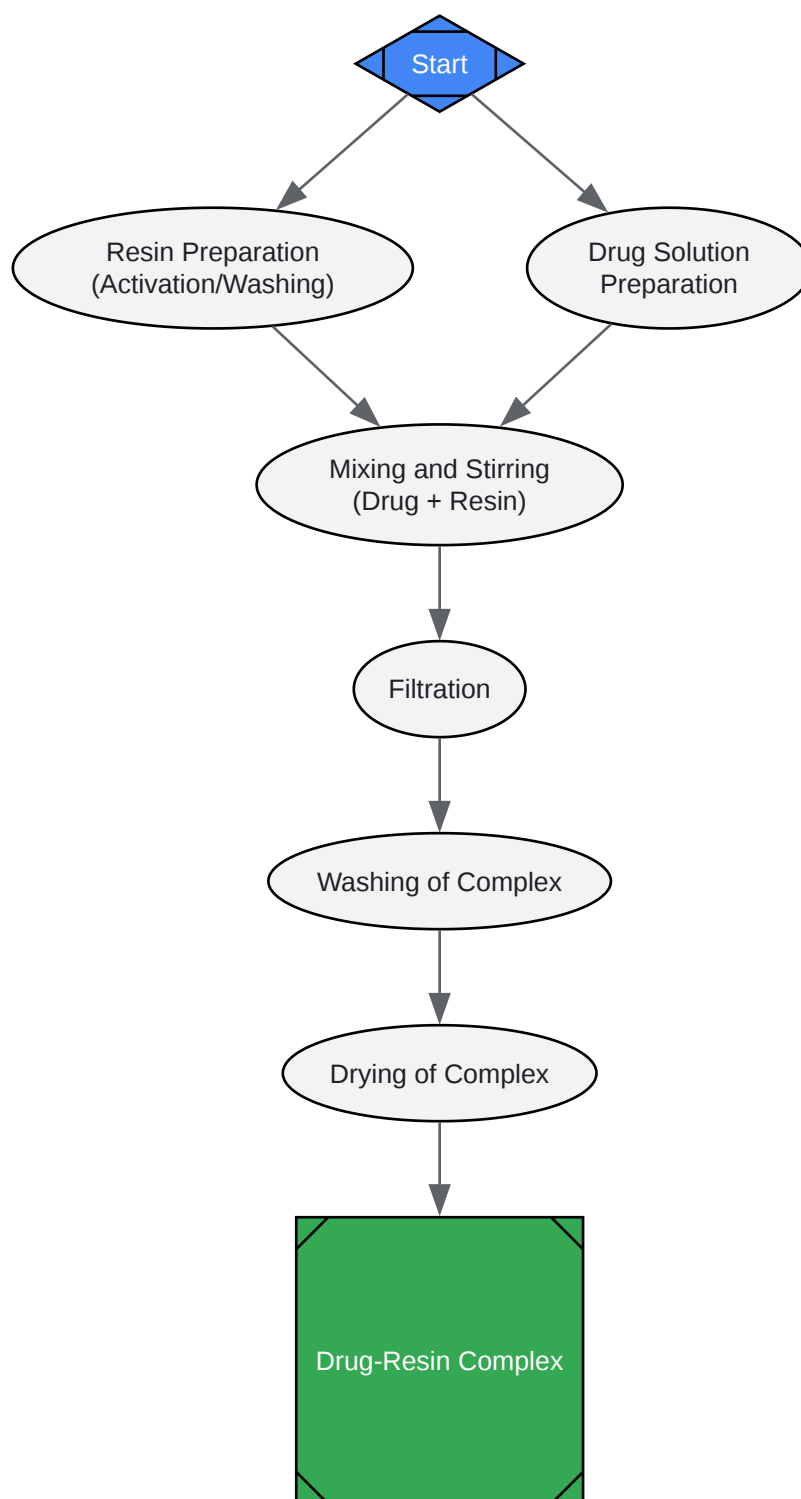 Start
Resin Preparation
(Activation/Washing)
Drug Solution
Preparation
Mixing and Stirring
(Drug + Resin)
Filtration
Washing of Complex
Drying of Complex
Drug-Resin Complex